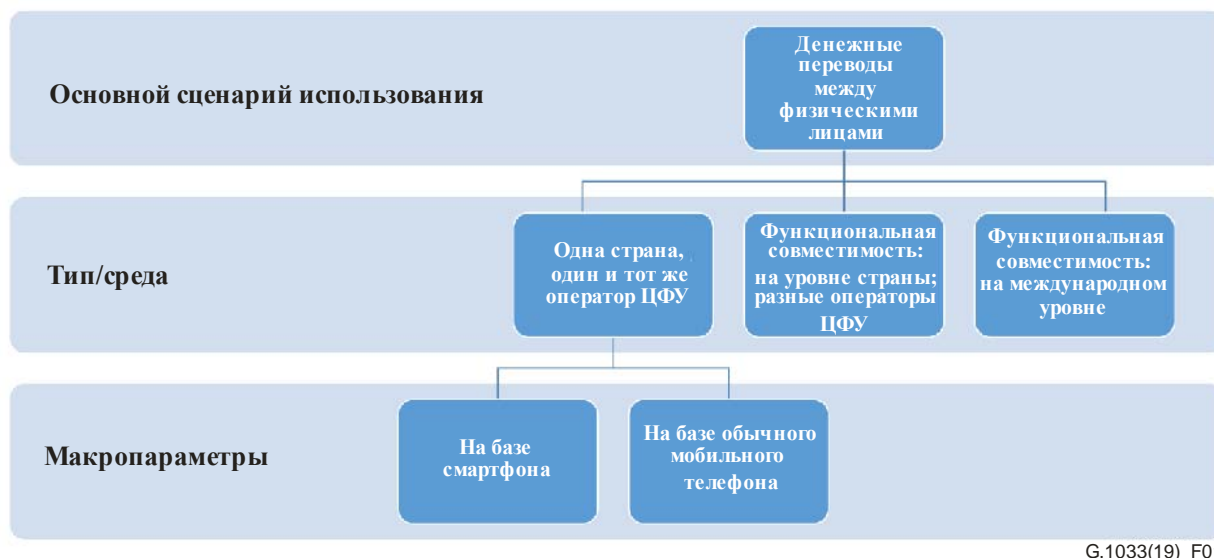 Основной сценарий использования
Денежные
переводы
между
физическими
лицами
Тип/среда
Одна страна,
один и тот же
оператор ЦФУ
Функциональная
совместимость:
на уровне страны;
разные операторы
ЦФУ
Функциональная
совместимость:
на международном
уровне
Макропараметры
На базе
смартфона
На базе обычного
мобильного
телефона
G.1033(19)_F0